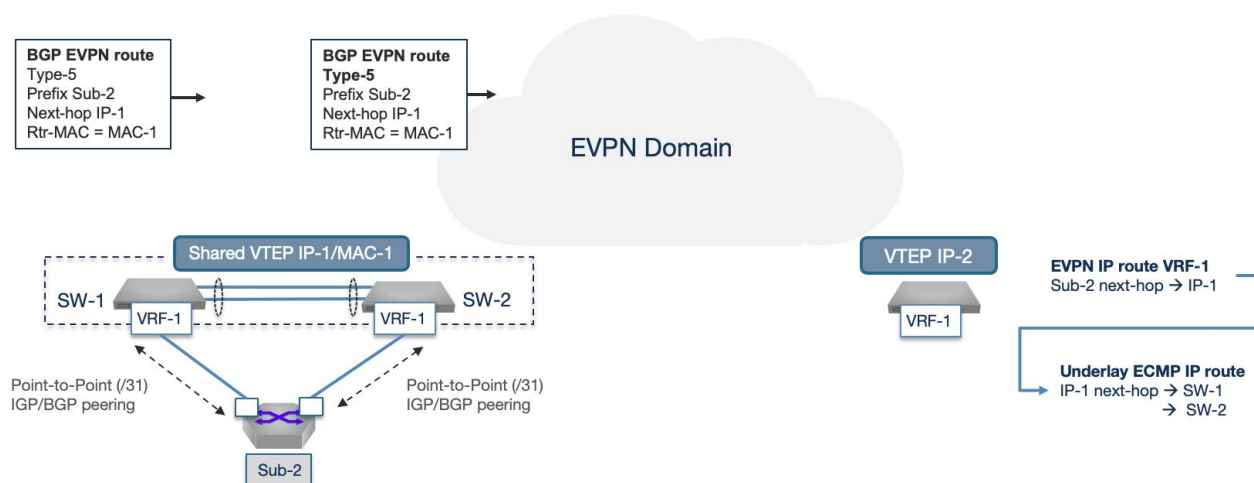 BGP EVPN route
Type-5
Prefix Sub-2
Next-hop IP-1
Rtr-MAC = MAC-1
BGP EVPN route
Type-5
Prefix Sub-2
Next-hop IP-1
Rtr-MAC = MAC-1
EVPN Domain
Shared VTEP IP-1/MAC-1
SW-1
SW-2
VRF-1
VRF-1
Point-to-Point (/31)
IGP/BGP peering
Point-to-Point (/31)
IGP/BGP peering
Sub-2
VTEP IP-2
VRF-1
EVPN IP route VRF-1
Sub-2 next-hop → IP-1
Underlay ECMP IP route
IP-1 next-hop → SW-1
→ SW-2